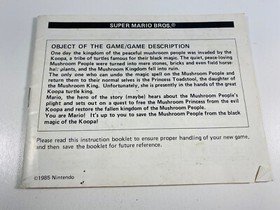 SUPER MARIO BROS.®
OBJECT OF THE GAME/GAME DESCRIPTION
One day the kingdom of the peaceful mushroom people was invaded by the
Koopa, a tribe of turtles famous for their black magic. The quiet, peace-loving
Mushroom People were turned into mere stones, bricks and even field horse-
hair plants, and the Mushroom Kingdom fell into ruin.
The only one who can undo the magic spell on the Mushroom People and
return them to their normal selves is the Princess Toadstool, the daughter of
the Mushroom King. Unfortunately, she is presently in the hands of the great
Koopa turtle king.
Mario, the hero of the story (maybe) hears about the Mushroom People's
plight and sets out on a quest to free the Mushroom Princess from the evil
Koopa and restore the fallen kingdom of the Mushroom People.
You are Mario! It's up to you to save the Mushroom People from the black
magic of the Koopa!
Please read this instruction booklet to ensure proper handling of your new game,
and then save the booklet for future reference.
©1985 Nintendo